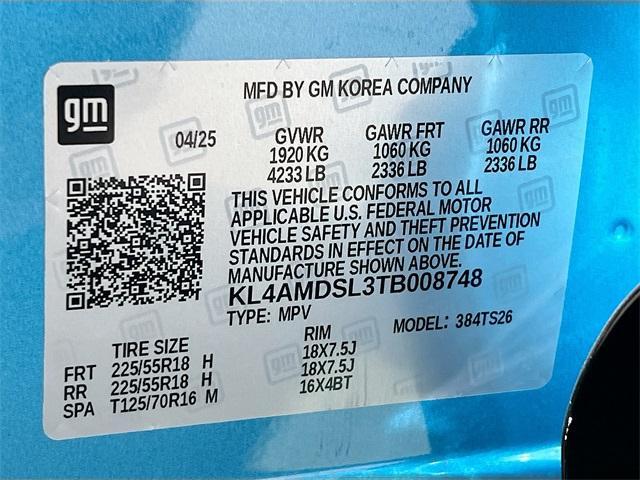 gm
MFD BY GM KOREA COMPANY
04/25
GVWR GAWR FRT GAWR RR
1920 KG 1060 KG 1060 KG
4233 LB 2336 LB 2336 LB
THIS VEHICLE CONFORMS TO ALL
APPLICABLE U.S. FEDERAL MOTOR
VEHICLE SAFETY AND THEFT PREVENTION
STANDARDS IN EFFECT ON THE DATE OF
MANUFACTURE SHOWN ABOVE.
KL4AMDSL3TB008748
TYPE: MPV MODEL: 384TS26
TIRE SIZE RIM
FRT 225/55R18 H 18X7.5J
RR 225/55R18 H 18X7.5J
SPA T125/70R16 M 16X4BT